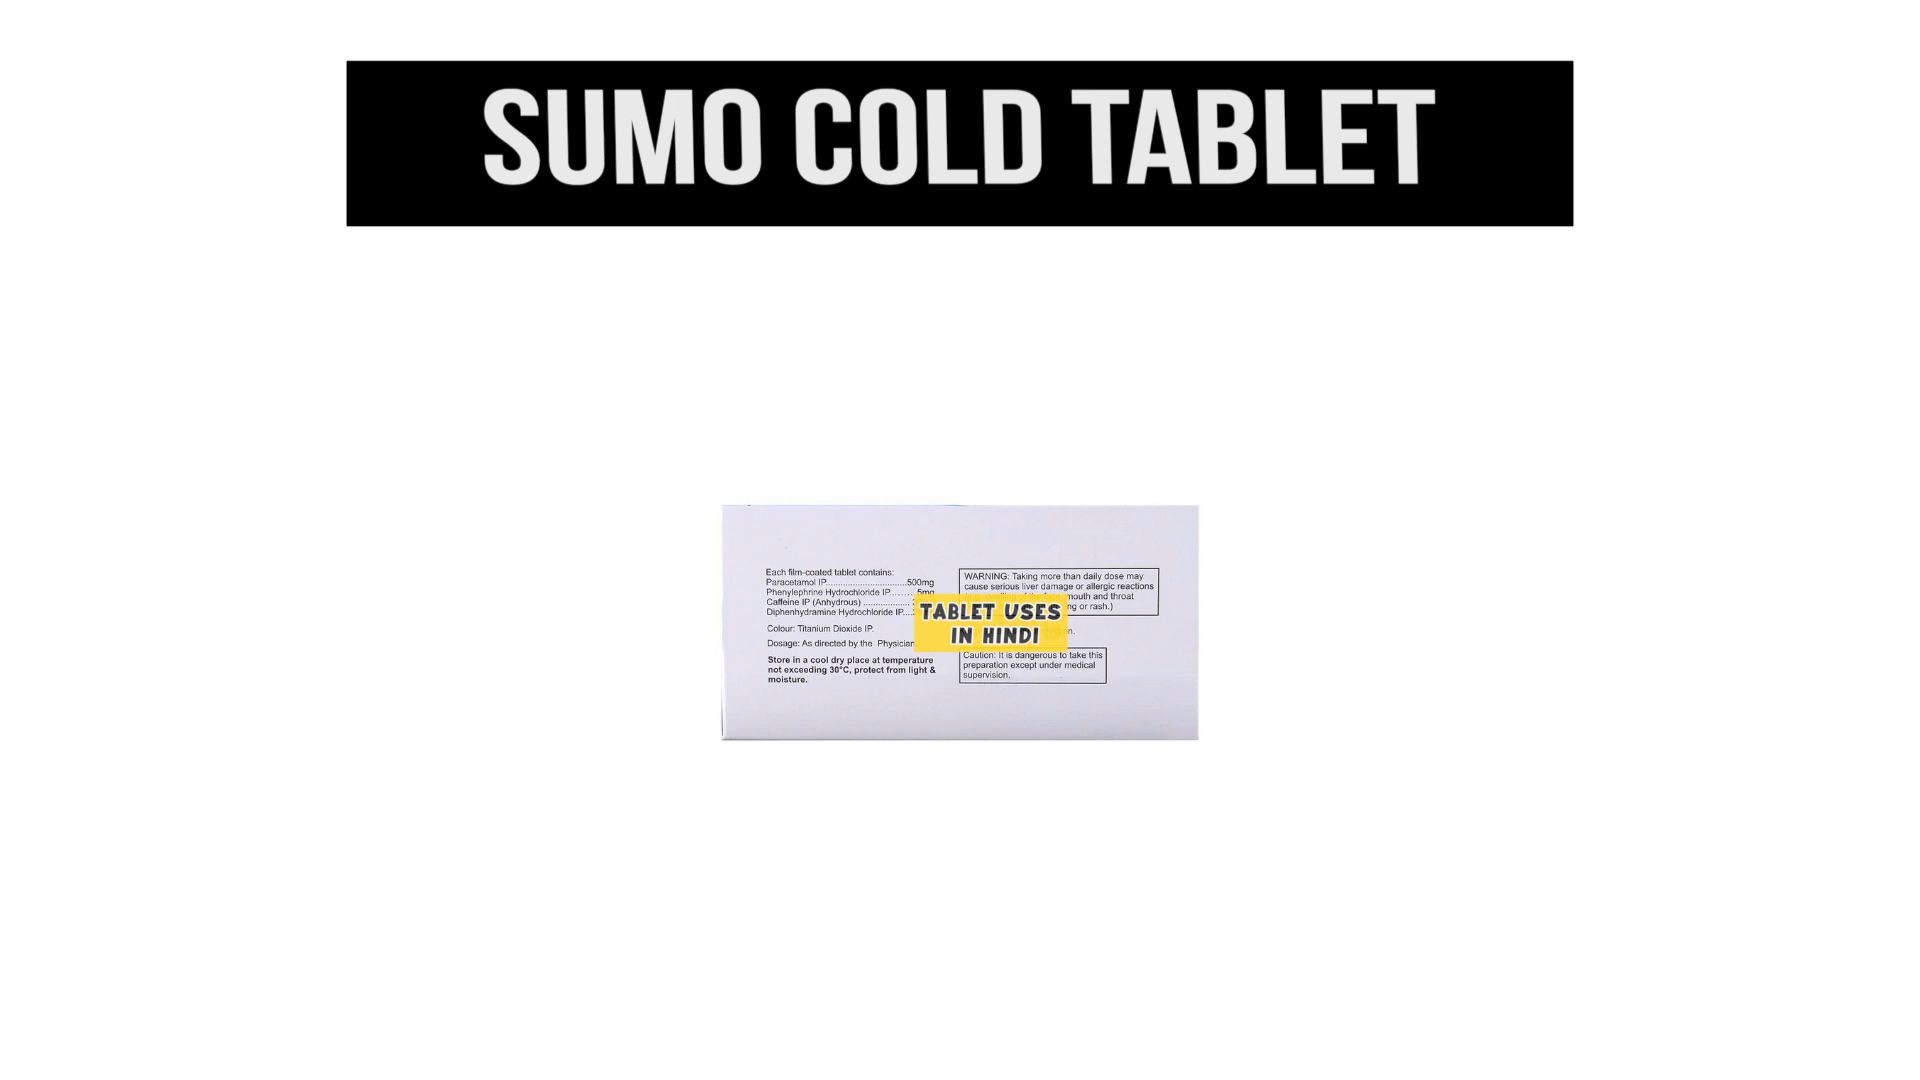 SUMO COLD TABLET
Each film-coated tablet contains:
Paracetamol IP..............................500mg
Phenylephrine Hydrochloride IP.......5mg
Caffeine IP (Anhydrous) ..................
Diphenhydramine Hydrochloride IP....
Colour: Titanium Dioxide IP.
Dosage: As directed by the Physician
Store in a cool dry place at temperature
not exceeding 30°C, protect from light &
moisture.
WARNING: Taking more than daily dose may
cause serious liver damage or allergic reactions
mouth and throat
or rash.)
TABLET USES
IN HINDI
Caution: It is dangerous to take this
preparation except under medical
supervision.